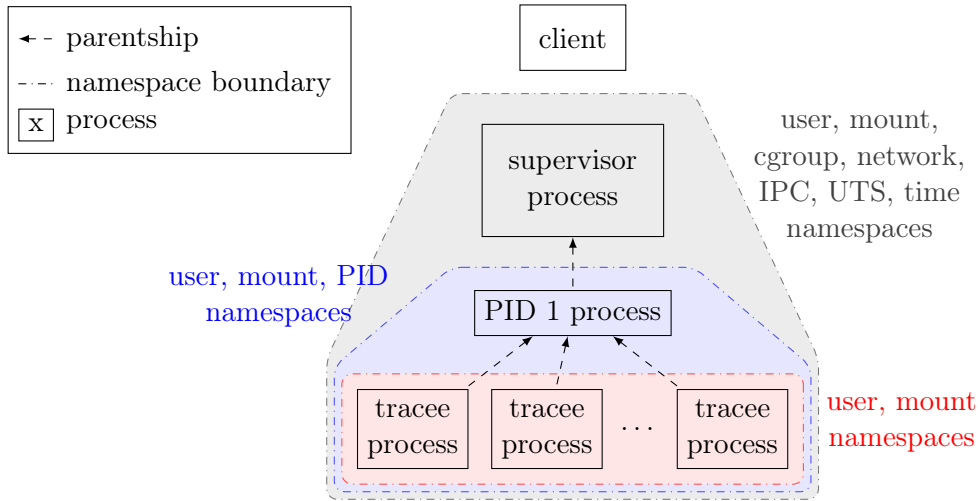 parentship
namespace boundary
x process
client
supervisor
process
user, mount,
cgroup, network,
IPC, UTS, time
namespaces
user, mount, PID
namespaces
PID 1 process
tracee
process
tracee
process
...
tracee
process
user, mount
namespaces